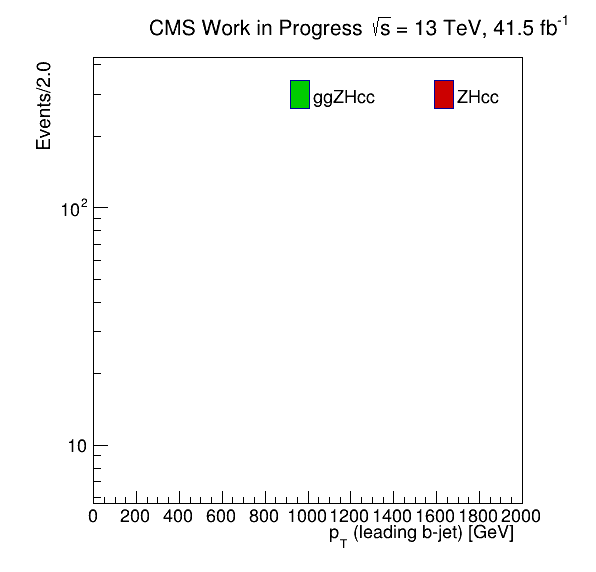 CMS Work in Progress √s = 13 TeV, 41.5 fb⁻¹
Events/2.0
ggZHcc
ZHcc
10²
10
0 200 400 600 800 1000 1200 1400 1600 1800 2000
p_T (leading b-jet) [GeV]